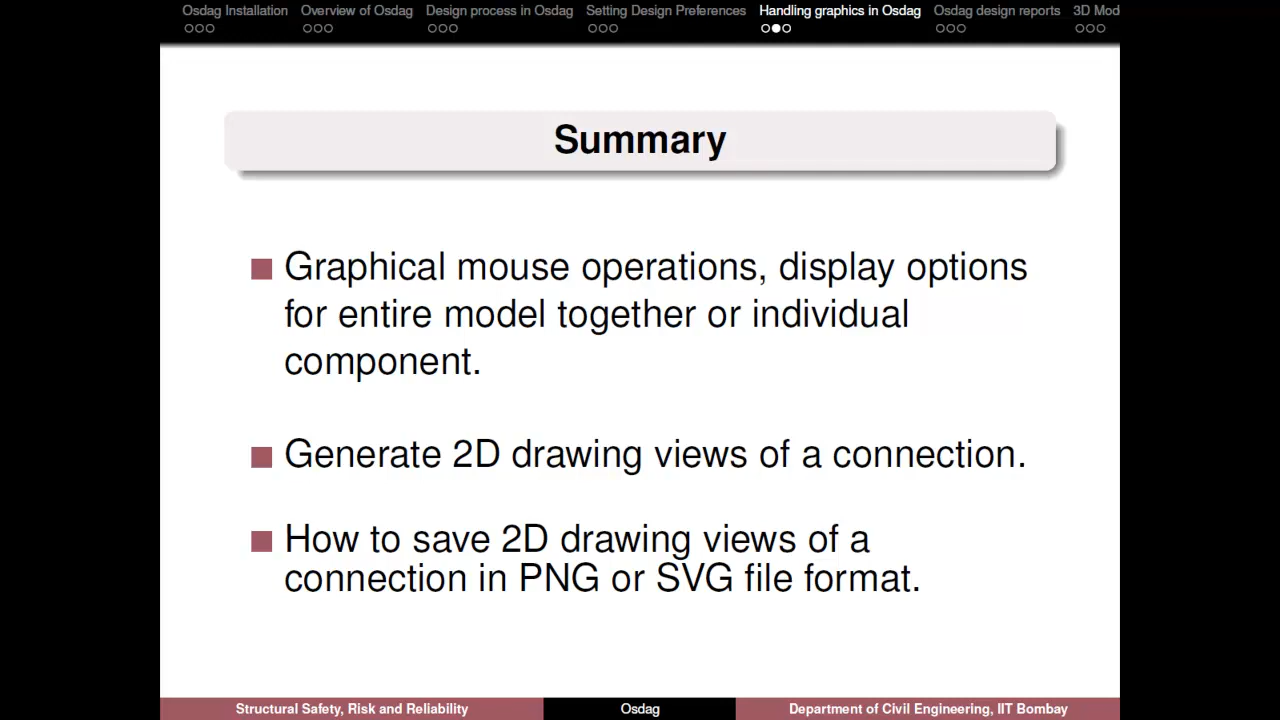 Osdag Installation Overview of Osdag Design process in Osdag Setting Design Preferences Handling graphics in Osdag Osdag design reports 3D Mod
Summary
Graphical mouse operations, display options
for entire model together or individual
component.
Generate 2D drawing views of a connection.
How to save 2D drawing views of a
connection in PNG or SVG file format.
Structural Safety, Risk and Reliability Osdag Department of Civil Engineering, IIT Bombay